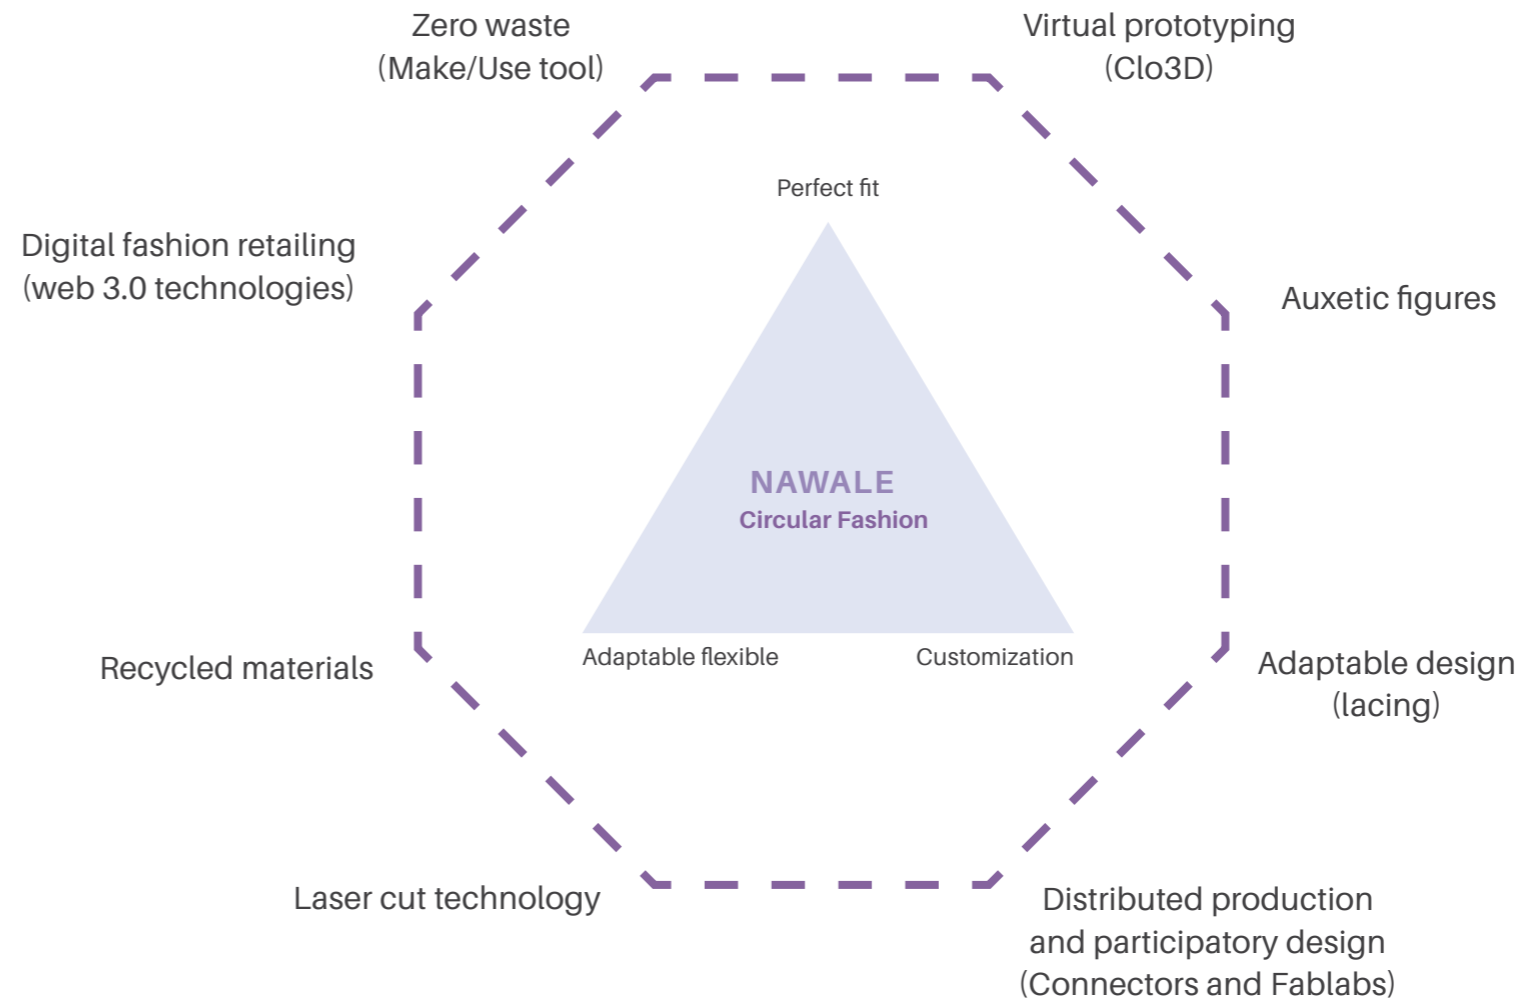 Zero waste
(Make/Use tool)
Virtual prototyping
(Clo3D)
Perfect fit
Digital fashion retailing
(web 3.0 technologies)
Auxetic figures
NAWALE
Circular Fashion
Adaptable flexible
Customization
Recycled materials
Adaptable design
(lacing)
Laser cut technology
Distributed production
and participatory design
(Connectors and Fablabs)